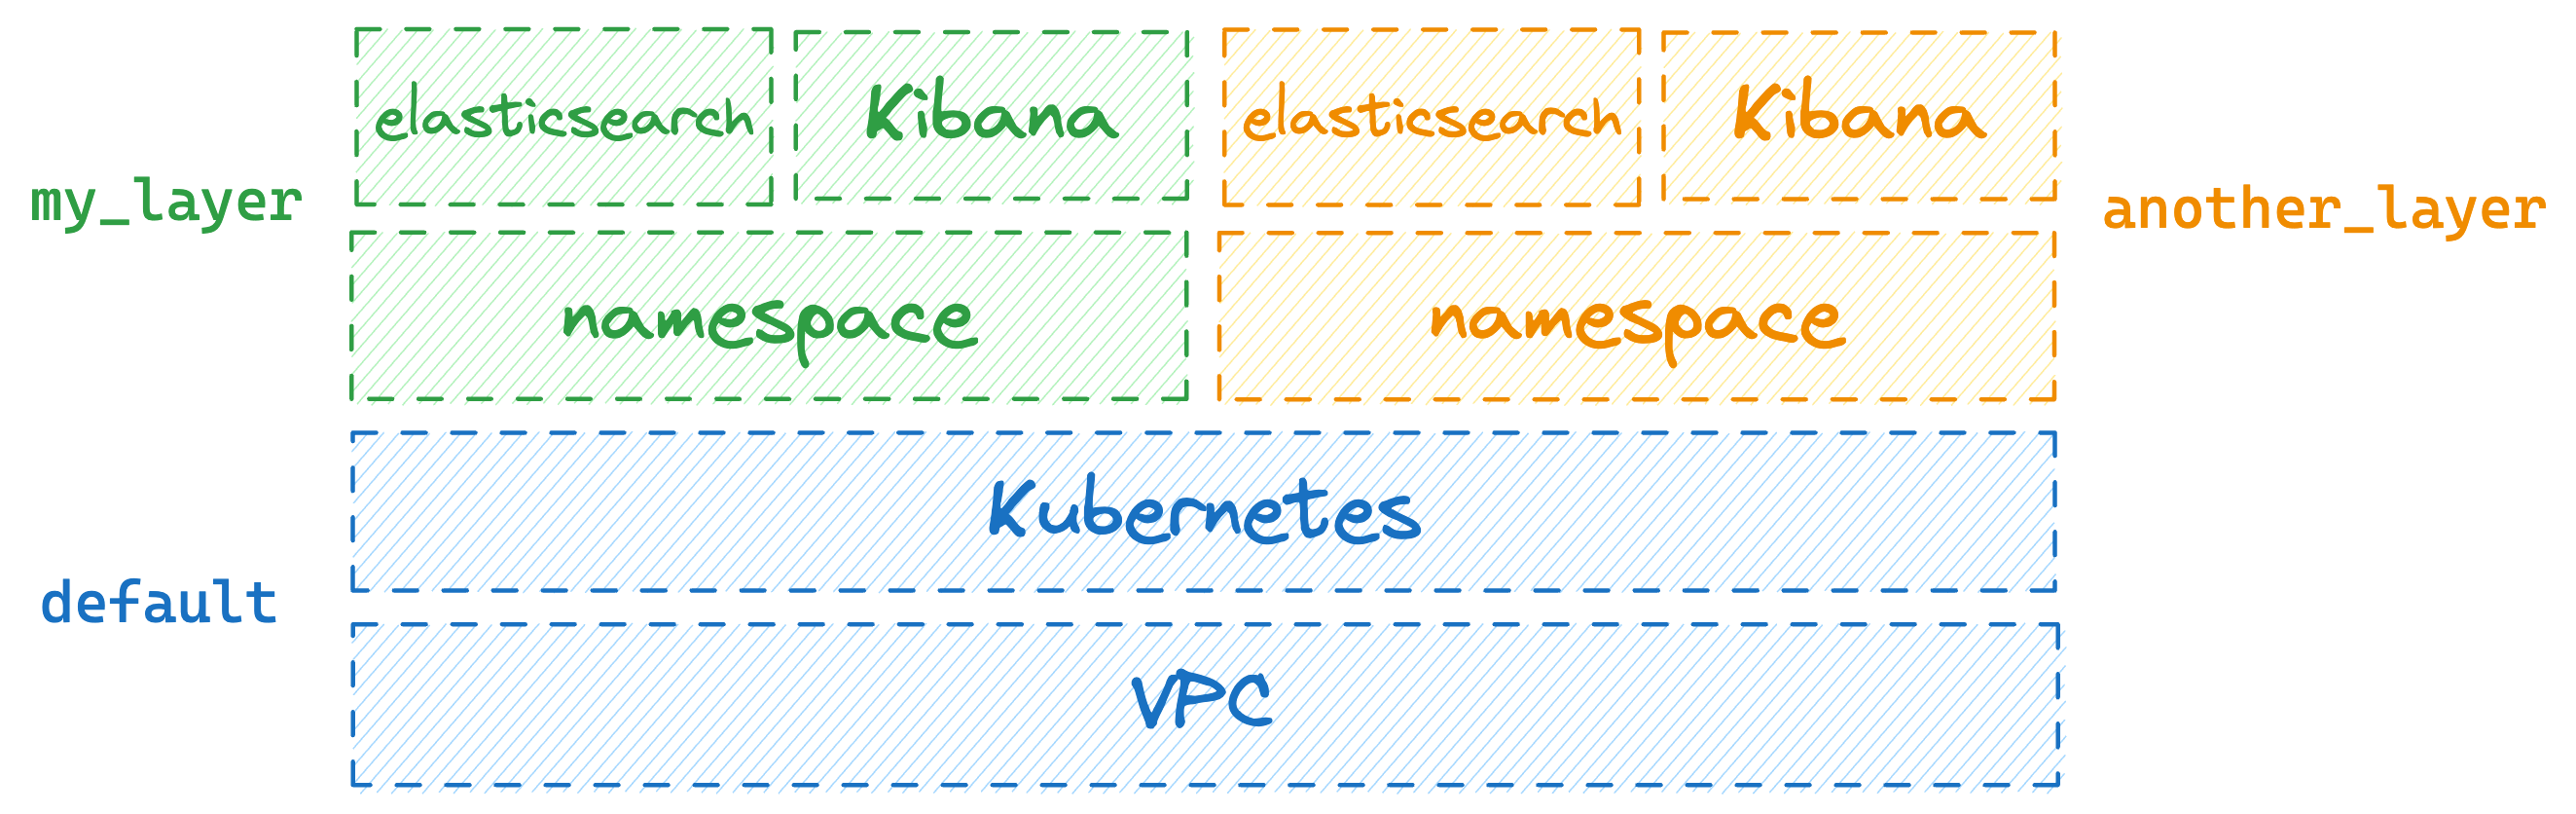 elasticsearch
Kibana
elasticsearch
Kibana
my_layer
another_layer
namespace
namespace
Kubernetes
default
VPC